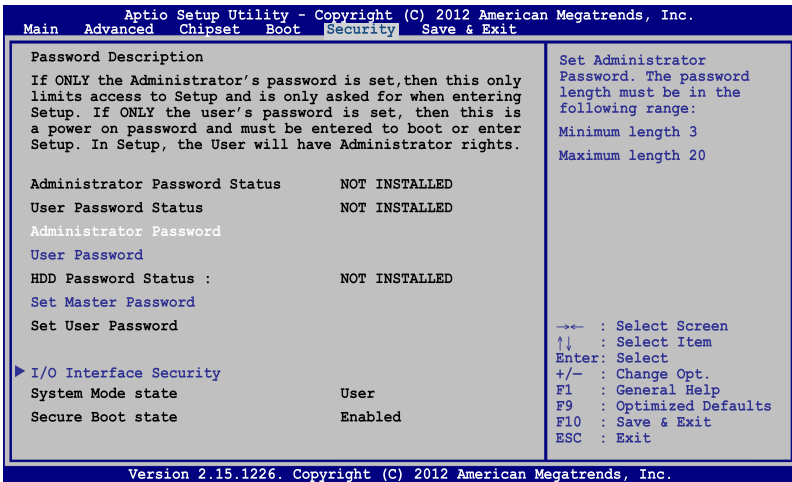 Aptio Setup Utility - Copyright (C) 2012 American Megatrends, Inc.
Main Advanced Chipset Boot Security Save & Exit
Password Description
If ONLY the Administrator's password is set,then this only
limits access to Setup and is only asked for when entering
Setup. If ONLY the user's password is set, then this is
a power on password and must be entered to boot or enter
Setup. In Setup, the User will have Administrator rights.
Administrator Password Status NOT INSTALLED
User Password Status NOT INSTALLED
Administrator Password
User Password
HDD Password Status : NOT INSTALLED
Set Master Password
Set User Password
I/O Interface Security
System Mode state User
Secure Boot state Enabled
Set Administrator
Password. The password
length must be in the
following range:
Minimum length 3
Maximum length 20
→← : Select Screen
↑↓ : Select Item
Enter: Select
+/— : Change Opt.
F1 : General Help
F9 : Optimized Defaults
F10 : Save & Exit
ESC : Exit
Version 2.15.1226. Copyright (C) 2012 American Megatrends, Inc.